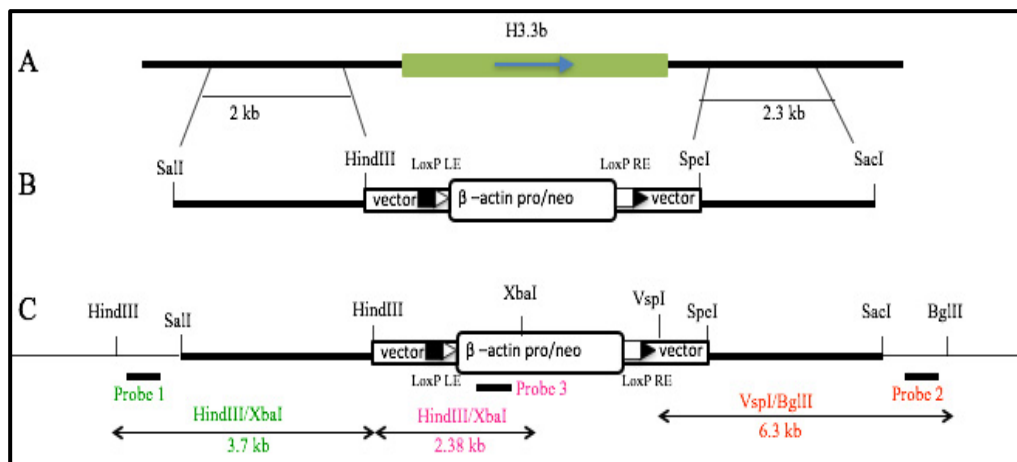 H3.3b
A
2 kb
2.3 kb
SalI HindIII LoxP LE LoxP RE SpeI SacI
B
vector β –actin pro/neo vector
C
HindIII SalI HindIII XbaI VspI SpeI SacI BglII
vector β –actin pro/neo vector
LoxP LE LoxP RE
Probe 1 Probe 3 Probe 2
HindIII/XbaI HindIII/XbaI VspI/BglII
3.7 kb 2.38 kb 6.3 kb